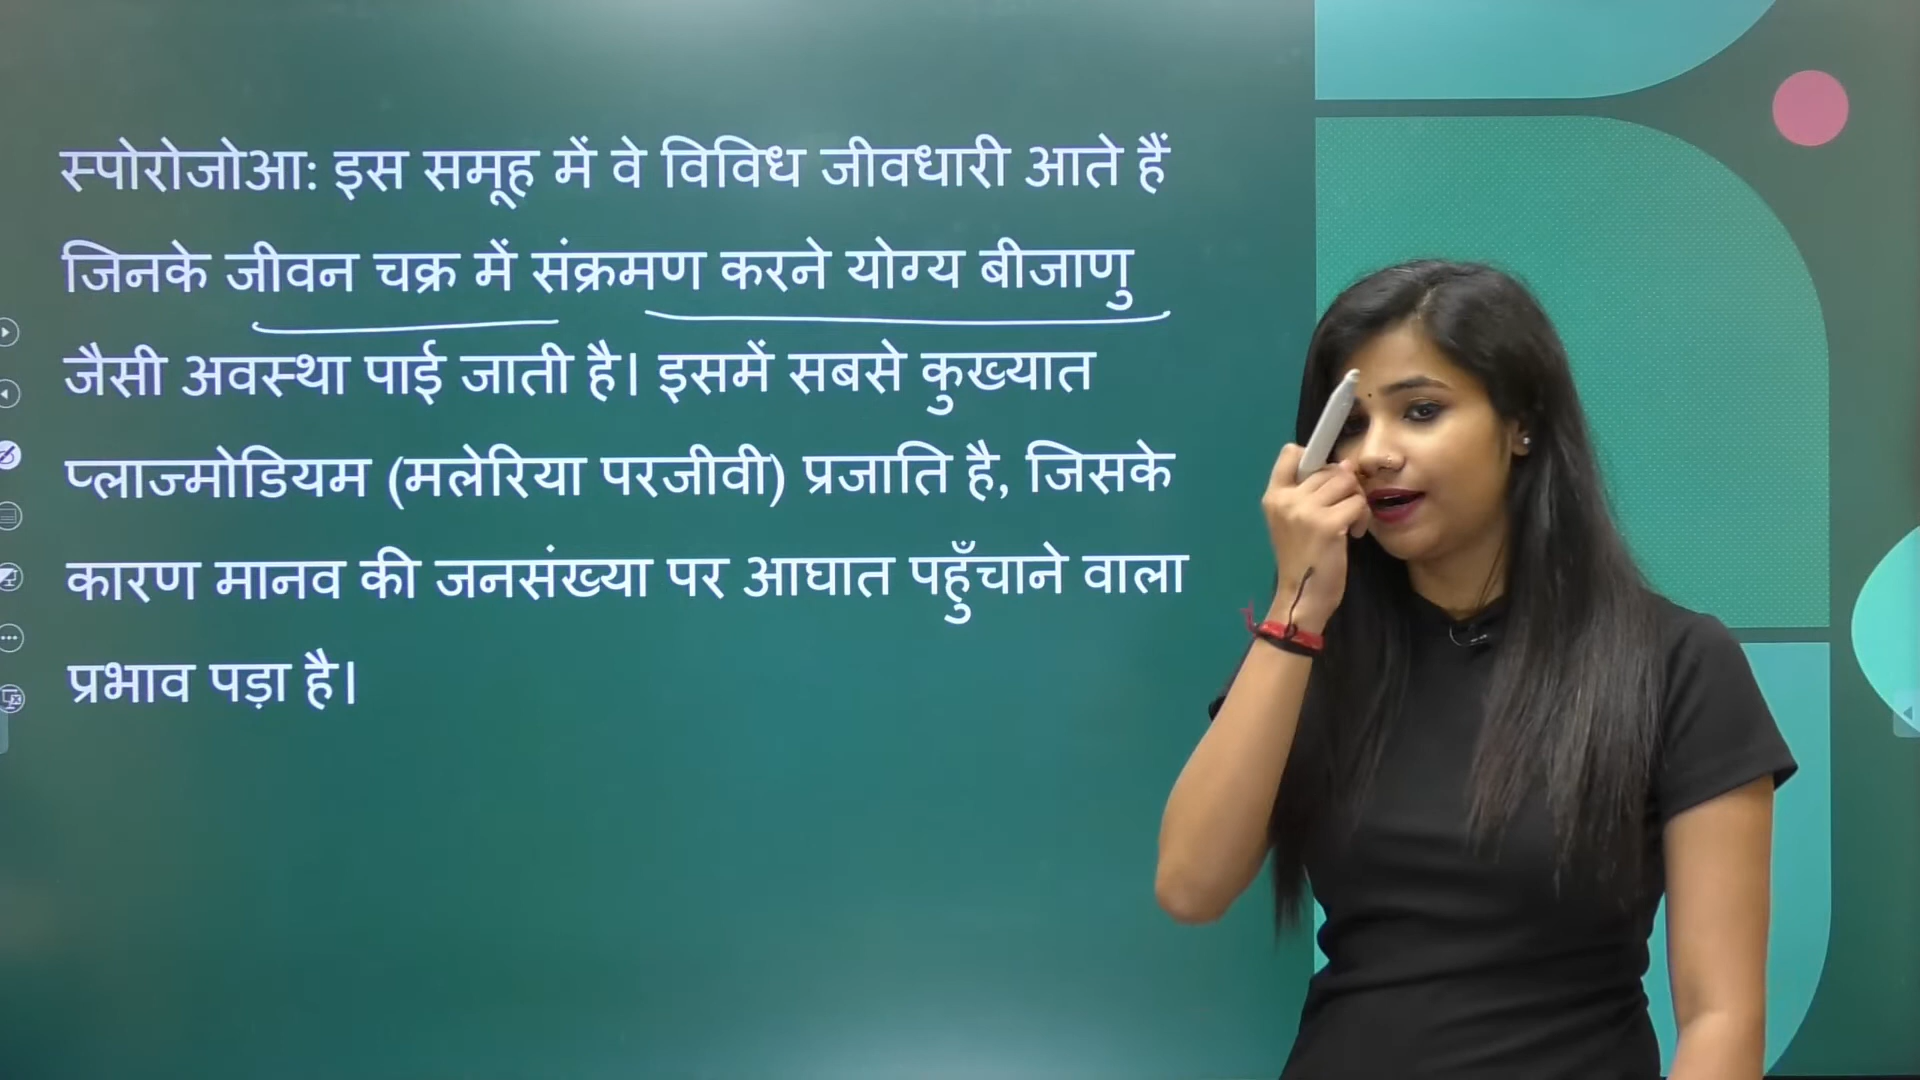 स्पोरोजोआ: इस समूह में वे विविध जीवधारी आते हैं
जिनके जीवन चक्र में संक्रमण करने योग्य बीजाणु
जैसी अवस्था पाई जाती है। इसमें सबसे कुख्यात
प्लाज्मोडियम (मलेरिया परजीवी) प्रजाति है, जिसके
कारण मानव की जनसंख्या पर आघात पहुँचाने वाला
प्रभाव पड़ा है।